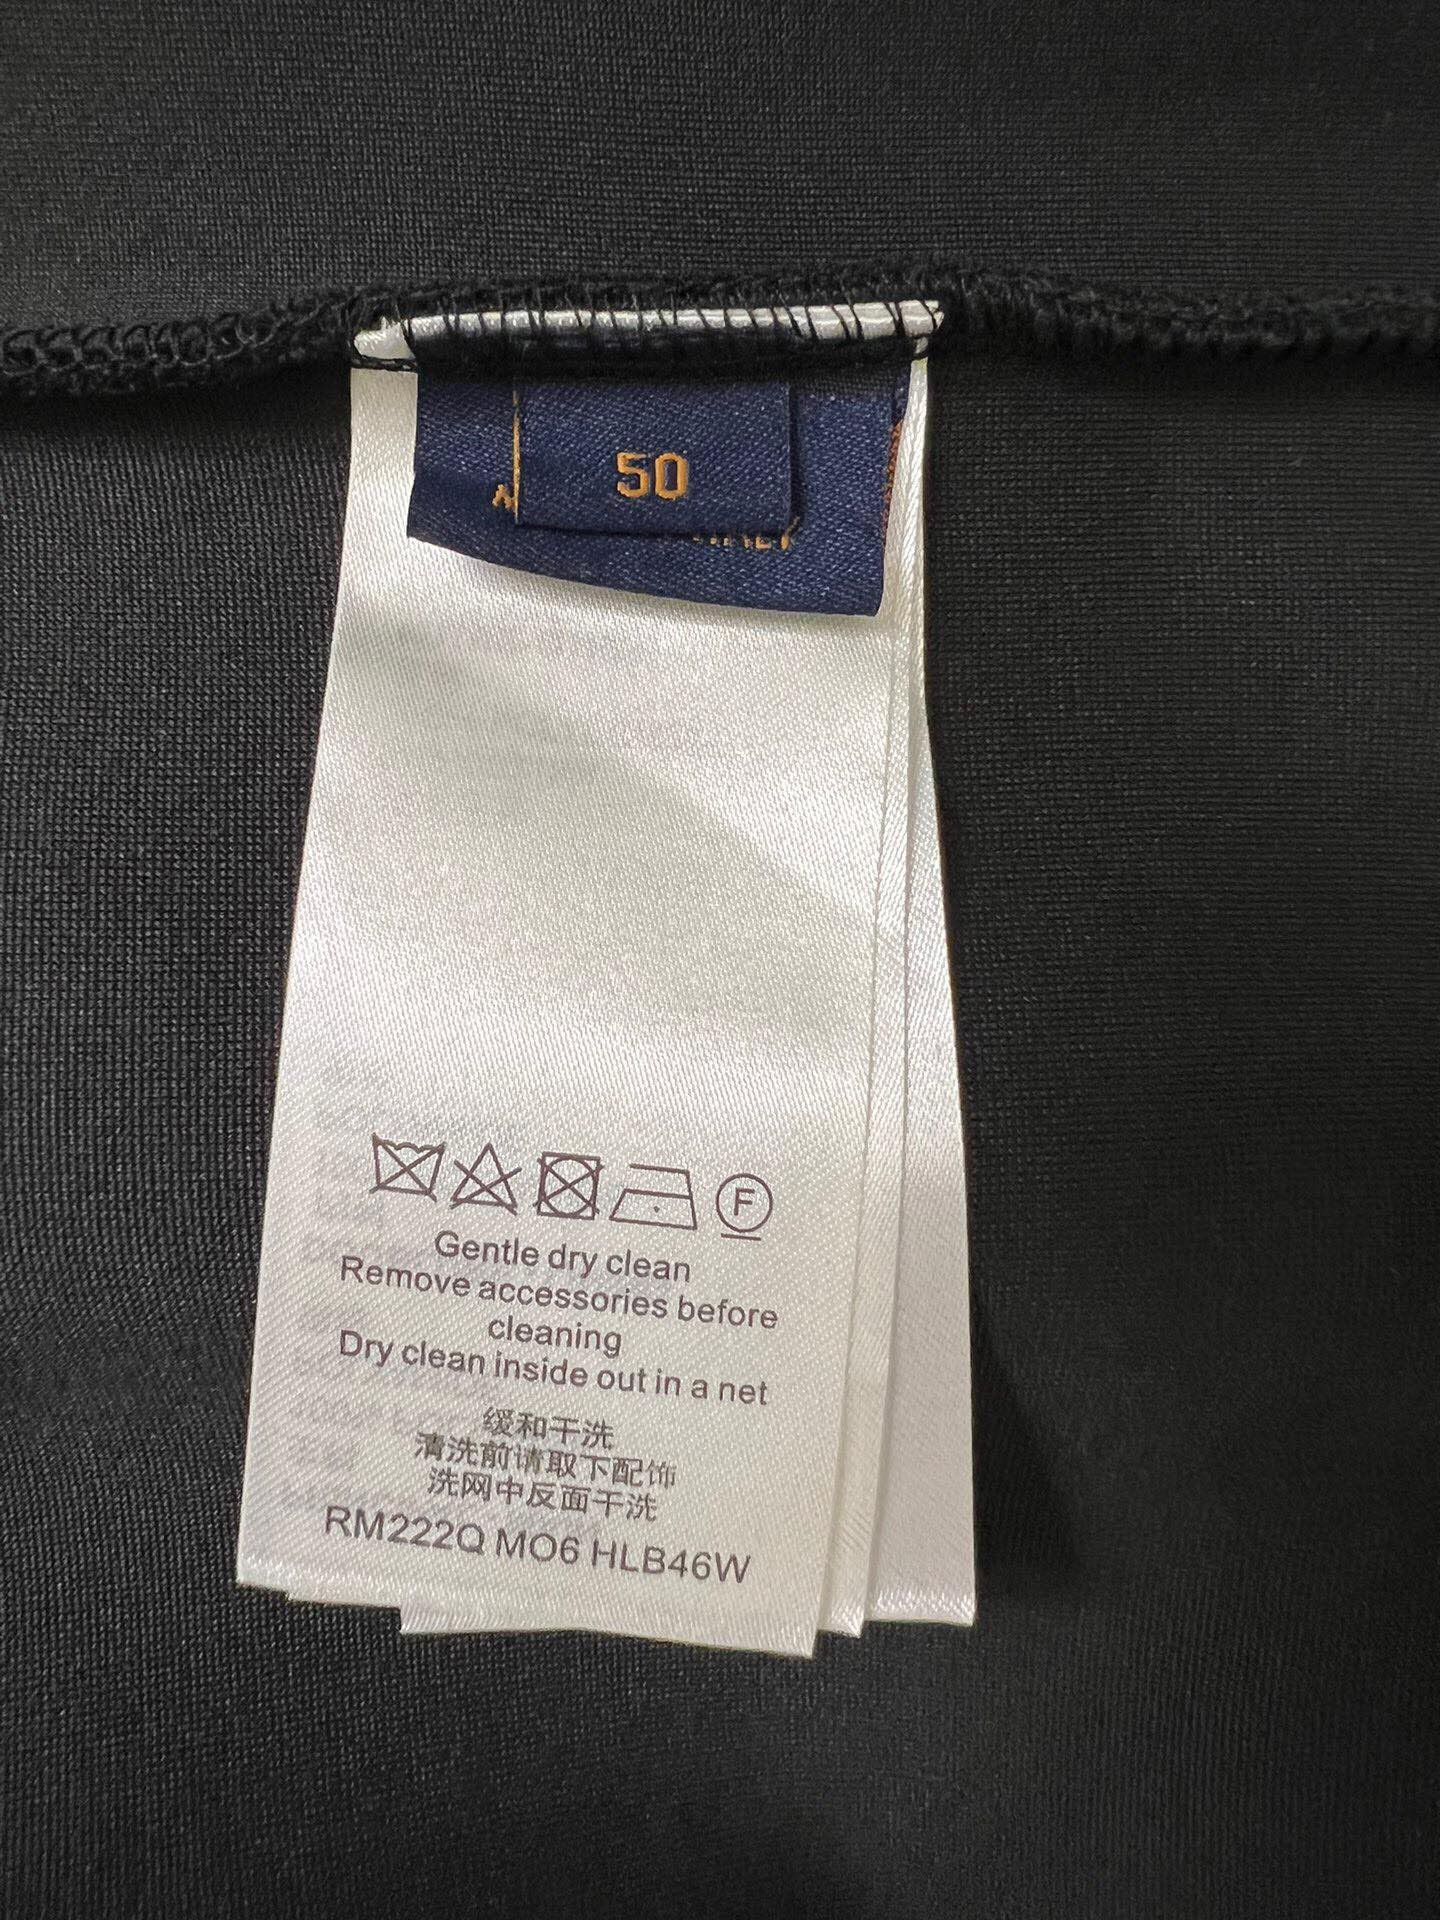 50
Gentle dry clean
Remove accessories before
cleaning
Dry clean inside out in a net
缓和干洗
清洗前请取下配饰
洗网中反面干洗
RM222Q MO6 HLB46W
F